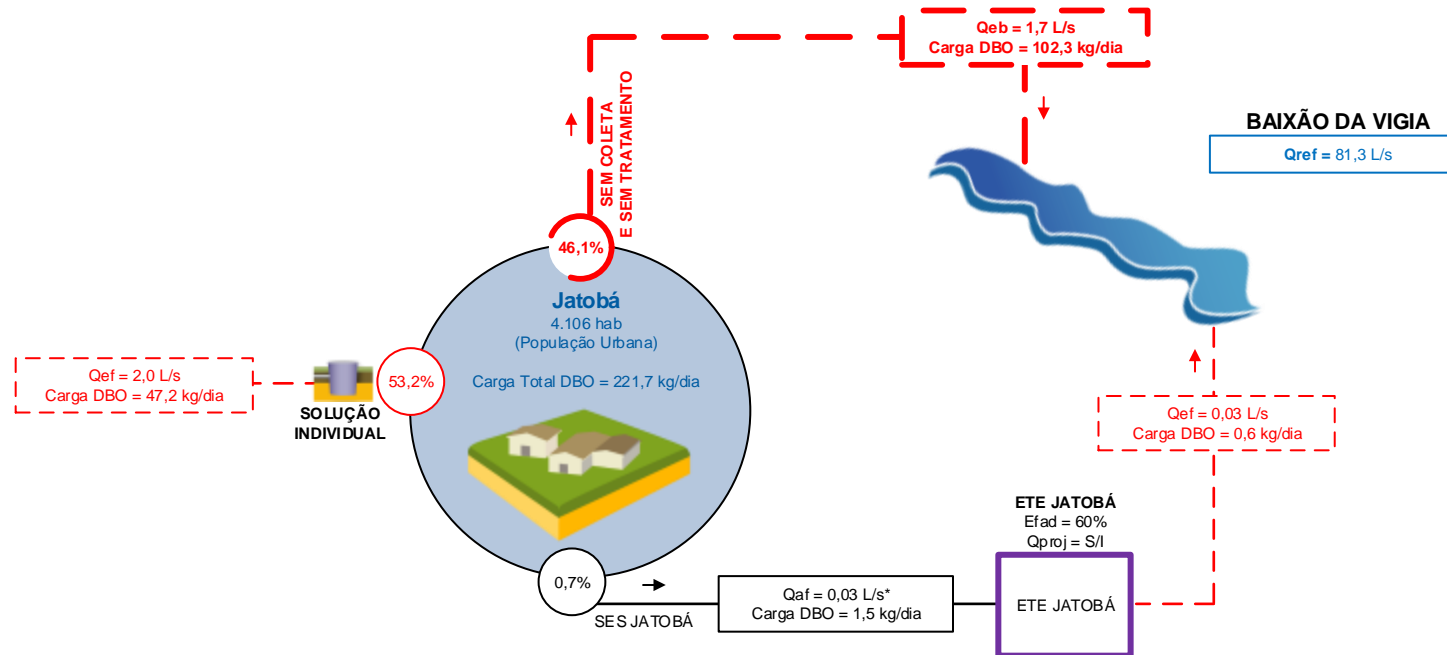 Qeb = 1,7 L/s
Carga DBO = 102,3 kg/dia
SEM COLETA
E SEM TRATAMENTO
BAIXÃO DA VIGIA
Qref = 81,3 L/s
46,1%
Jatobá
4.106 hab
(População Urbana)
Carga Total DBO = 221,7 kg/dia
Qef = 2,0 L/s
Carga DBO = 47,2 kg/dia
SOLUÇÃO
INDIVIDUAL
53,2%
Qef = 0,03 L/s
Carga DBO = 0,6 kg/dia
ETE JATOBÁ
Efad = 60%
Qproj = S/I
ETE JATOBÁ
0,7%
SES JATOBÁ
Qaf = 0,03 L/s*
Carga DBO = 1,5 kg/dia